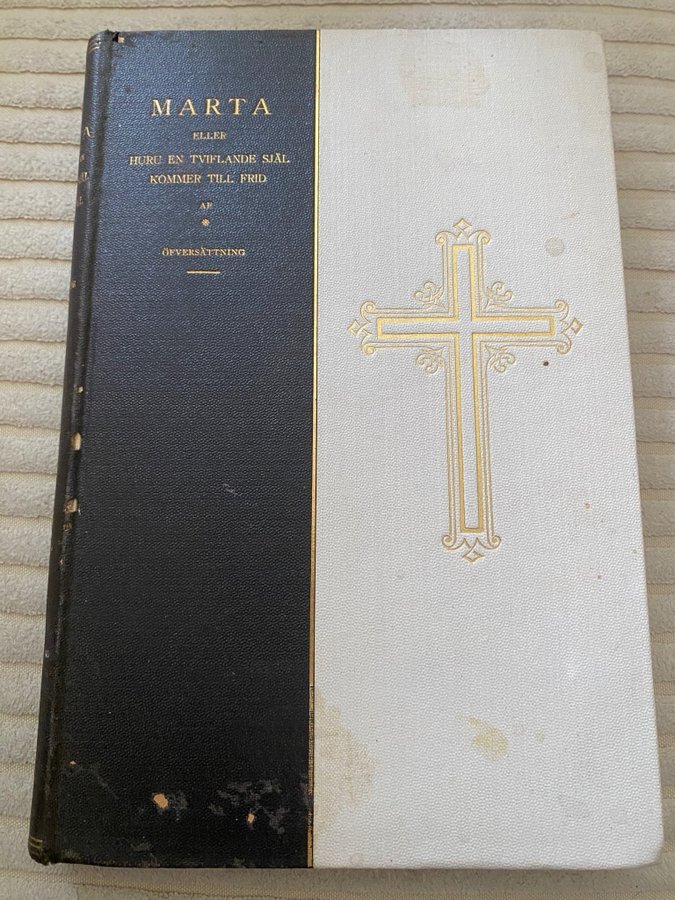 MARTA
ELLER
HURU EN TVIFLANDE SJÄL
KOMMER TILL FRID
AF
*
ÖFVERSÄTTNING